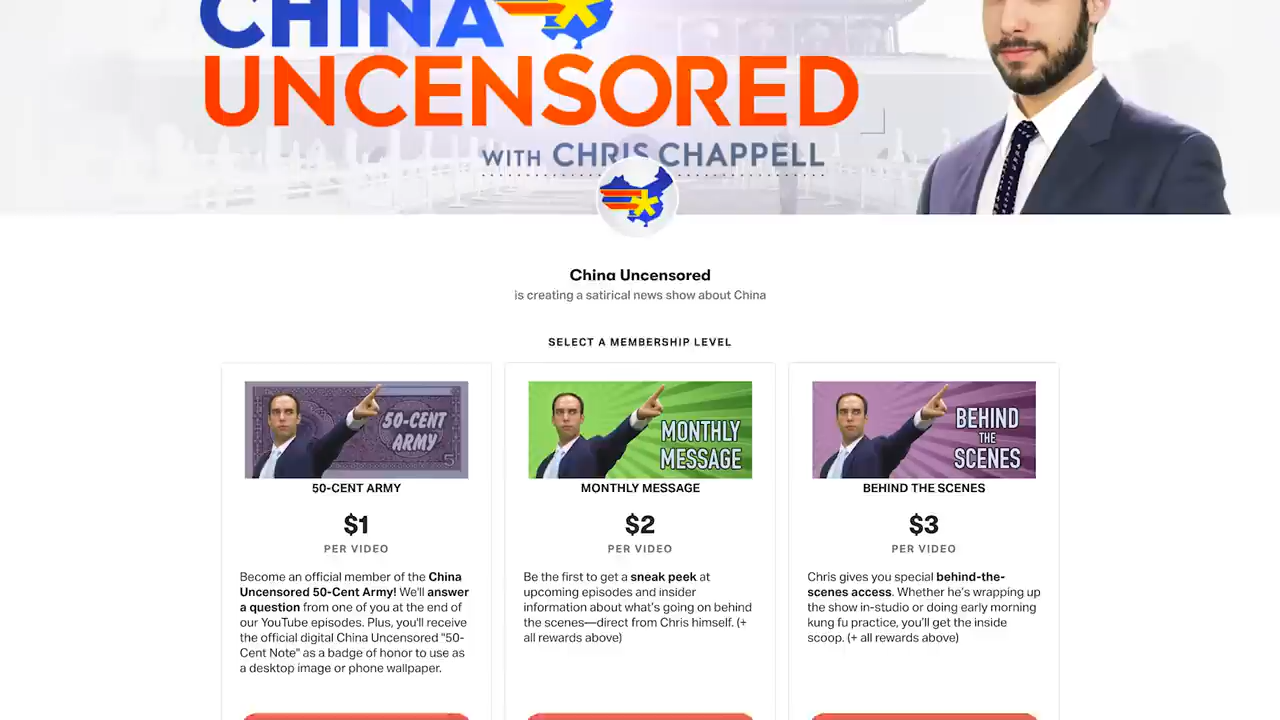 CHINA
UNCENSORED
WITH CHRIS CHAPPELL
China Uncensored
is creating a satirical news show about China
SELECT A MEMBERSHIP LEVEL
50-CENT
ARMY
5
50-CENT ARMY
$1
PER VIDEO
Become an official member of the China
Uncensored 50-Cent Army! We'll answer
a question from one of you at the end of
our YouTube episodes. Plus, you'll receive
the official digital China Uncensored "50-
Cent Note" as a badge of honor to use as
a desktop image or phone wallpaper.
MONTHLY
MESSAGE
MONTHLY MESSAGE
$2
PER VIDEO
Be the first to get a sneak peek at
upcoming episodes and insider
information about what's going on behind
the scenes—direct from Chris himself. (+
all rewards above)
BEHIND
THE
SCENES
BEHIND THE SCENES
$3
PER VIDEO
Chris gives you special behind-the-
scenes access. Whether he's wrapping up
the show in-studio or doing early morning
kung fu practice, you'll get the inside
scoop. (+ all rewards above)